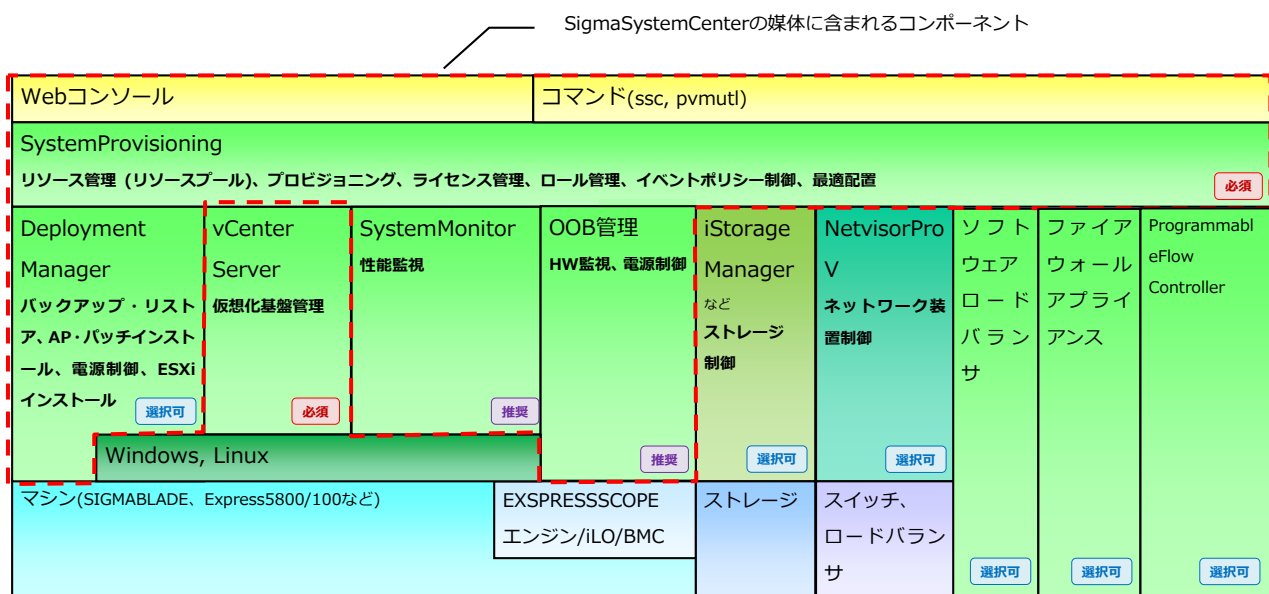 SigmaSystemCenterの媒体に含まれるコンポーネント
Webコンソール
コマンド(ssc, pvmutl)
SystemProvisioning
リソース管理 (リソースプール)、プロビジョニング、ライセンス管理、ロール管理、イベントポリシー制御、最適配置
必須
Deployment
Manager
バックアップ・リスト
ア、AP・パッチインスト
ール、電源制御、ESXi
インストール
選択可
vCenter
Server
仮想化基盤管理
必須
SystemMonitor
性能監視
推奨
OOB管理
HW監視、電源制御
推奨
iStorage
Manager
など
ストレージ
制御
選択可
NetvisorPro
V
ネットワーク装
置制御
選択可
ソフト
ウェア
ロード
バラン
サ
選択可
ファイア
ウォール
アプライ
アンス
選択可
Programmabl
eFlow
Controller
選択可
Windows, Linux
マシン(SIGMABLADE、Express5800/100など)
EXSPRESSSCOPE
エンジン/iLO/BMC
ストレージ
スイッチ、
ロードバラン
サ